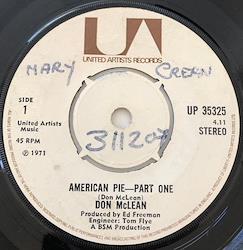 UA
UNITED ARTISTS RECORDS
MARY CREAN
SIDE
1
UP 35325
4.11
STEREO
United Artists
Music
45 RPM
℗ 1971
311207
AMERICAN PIE—PART ONE
(Don McLean)
DON McLEAN
Produced by Ed Freeman
Engineer: Tom Flye
A BSM Production